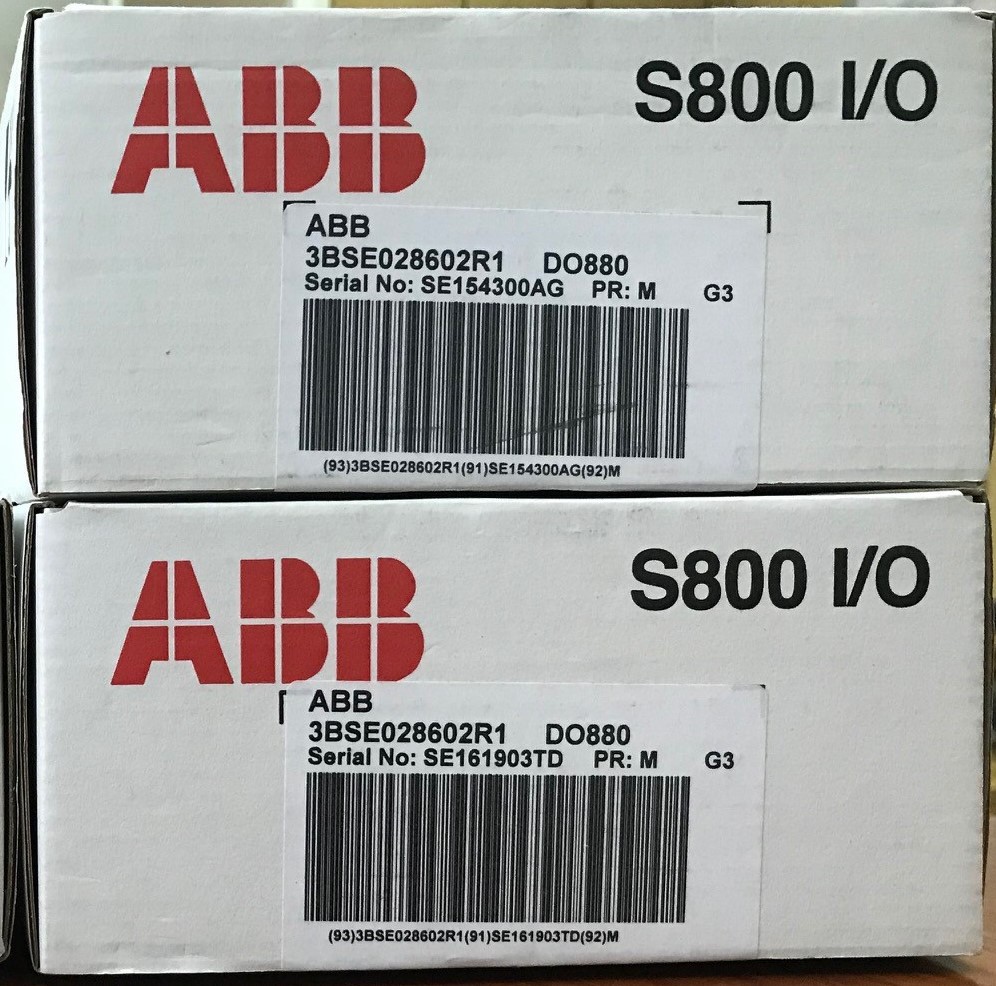 ABB
S800 I/O
ABB
3BSE028602R1 DO880
Serial No: SE154300AG PR: M G3
(93)3BSE028602R1(91)SE154300AG(92)M
ABB
S800 I/O
ABB
3BSE028602R1 DO880
Serial No: SE161903TD PR: M G3
(93)3BSE028602R1(91)SE161903TD(92)M